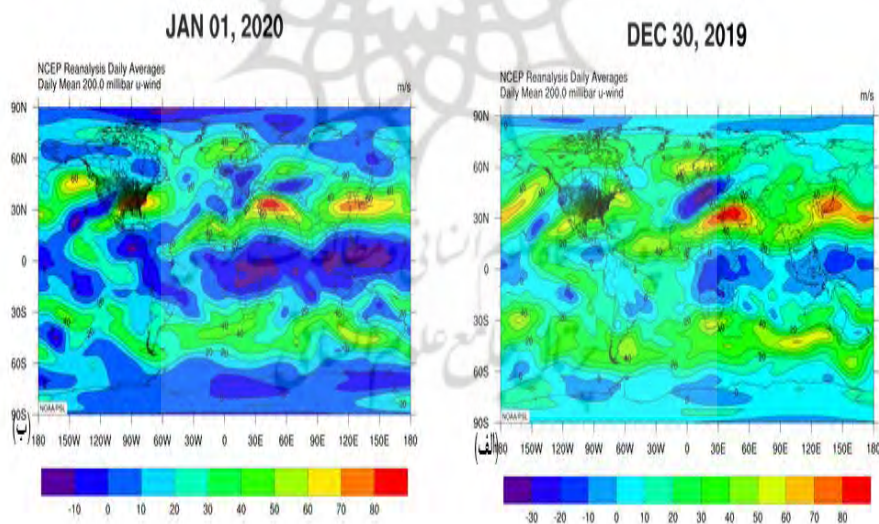 JAN 01, 2020
NCEP Reanalysis Daily Averages
Daily Mean 200.0 millibar u-wind
m/s
90N
60N
30N
0
30S
60S
90S
NOAA/PSL
180 150W 120W 90W 60W 30W 0 30E 60E 90E 120E 150E 180
(ب)
-10 0 10 20 30 40 50 60 70 80
DEC 30, 2019
NCEP Reanalysis Daily Averages
Daily Mean 200.0 millibar u-wind
m/s
90N
60N
30N
0
30S
60S
90S
NOAA/PSL
180 150W 120W 90W 60W 30W 0 30E 60E 90E 120E 150E 180
(الف)
-30 -20 -10 0 10 20 30 40 50 60 70 80